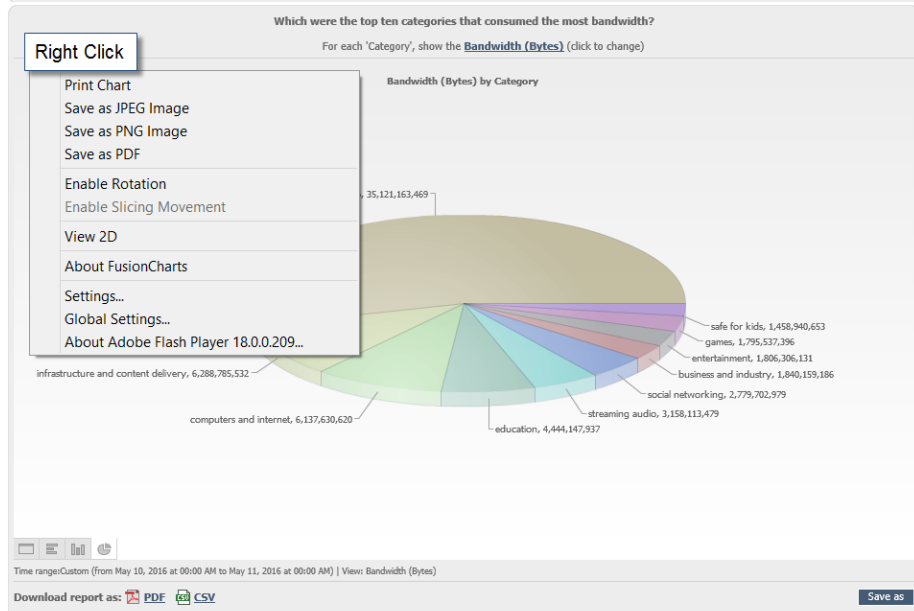 Which were the top ten categories that consumed the most bandwidth?
For each 'Category', show the Bandwidth (Bytes) (click to change)
Right Click
Bandwidth (Bytes) by Category
Print Chart
Save as JPEG Image
Save as PNG Image
Save as PDF
Enable Rotation
Enable Slicing Movement
View 2D
About FusionCharts
Settings...
Global Settings...
About Adobe Flash Player 18.0.0.209...
, 35,121,163,469
safe for kids, 1,458,940,653
games, 1,795,537,396
entertainment, 1,806,306,131
business and industry, 1,840,159,186
social networking, 2,779,702,979
streaming audio, 3,158,113,479
education, 4,444,147,937
computers and internet, 6,137,630,620
infrastructure and content delivery, 6,288,785,532
Time range:Custom (from May 10, 2016 at 00:00 AM to May 11, 2016 at 00:00 AM) | View: Bandwidth (Bytes)
Download report as: PDF CSV
Save as